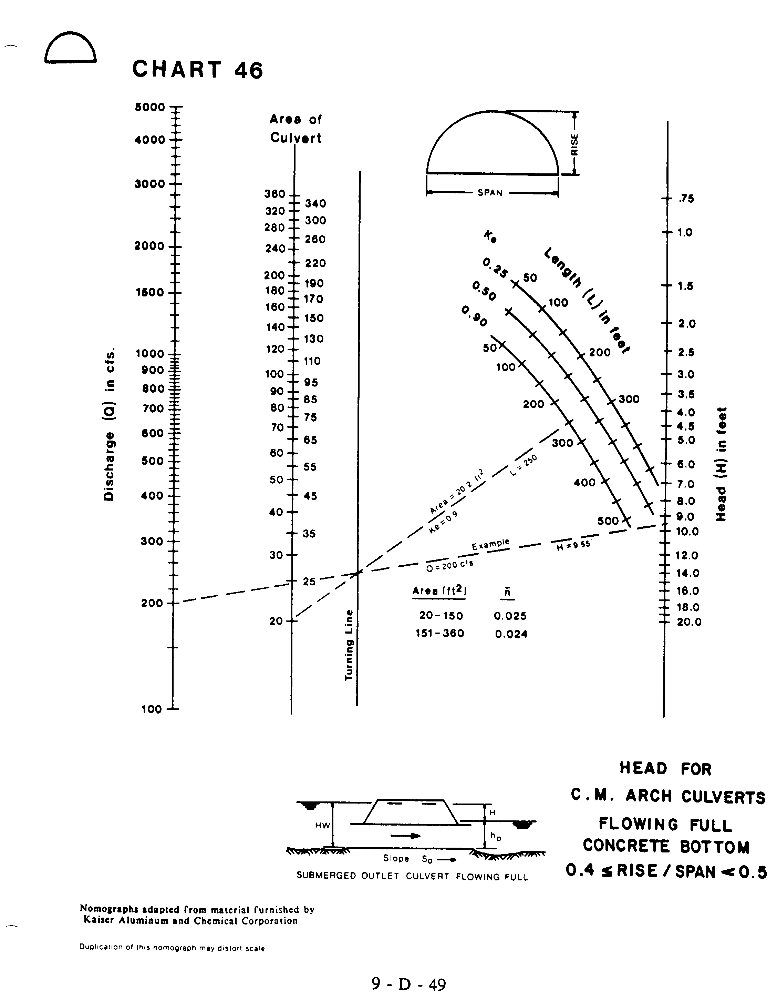 CHART 46
Discharge (Q) in cfs.
5000
4000
3000
2000
1500
1000
900
800
700
600
500
400
300
200
100
Area of
Culvert
360
340
320
300
280
260
240
220
200
190
180
170
160
150
140
130
120
110
100
95
90
85
80
75
70
65
60
55
50
45
40
35
30
25
20
Turning Line
RISE
SPAN
Ke
0.25
0.50
0.90
Length (L) in feet
50
100
200
300
50
100
200
300
400
500
Area = 20.2 ft2
Ke = 0.9
L = 250
Example
Q = 200 cfs
H = 9.55'
Area (ft2) n̄
20-150 0.025
151-360 0.024
Head (H) in feet
.75
1.0
1.5
2.0
2.5
3.0
3.5
4.0
4.5
5.0
6.0
7.0
8.0
9.0
10.0
12.0
14.0
16.0
18.0
20.0
HW
H
ho
Slope So
SUBMERGED OUTLET CULVERT FLOWING FULL
HEAD FOR
C.M. ARCH CULVERTS
FLOWING FULL
CONCRETE BOTTOM
0.4 ≤ RISE / SPAN < 0.5
Nomographs adapted from material furnished by
Kaiser Aluminum and Chemical Corporation
Duplication of this nomograph may distort scale
9 - D - 49